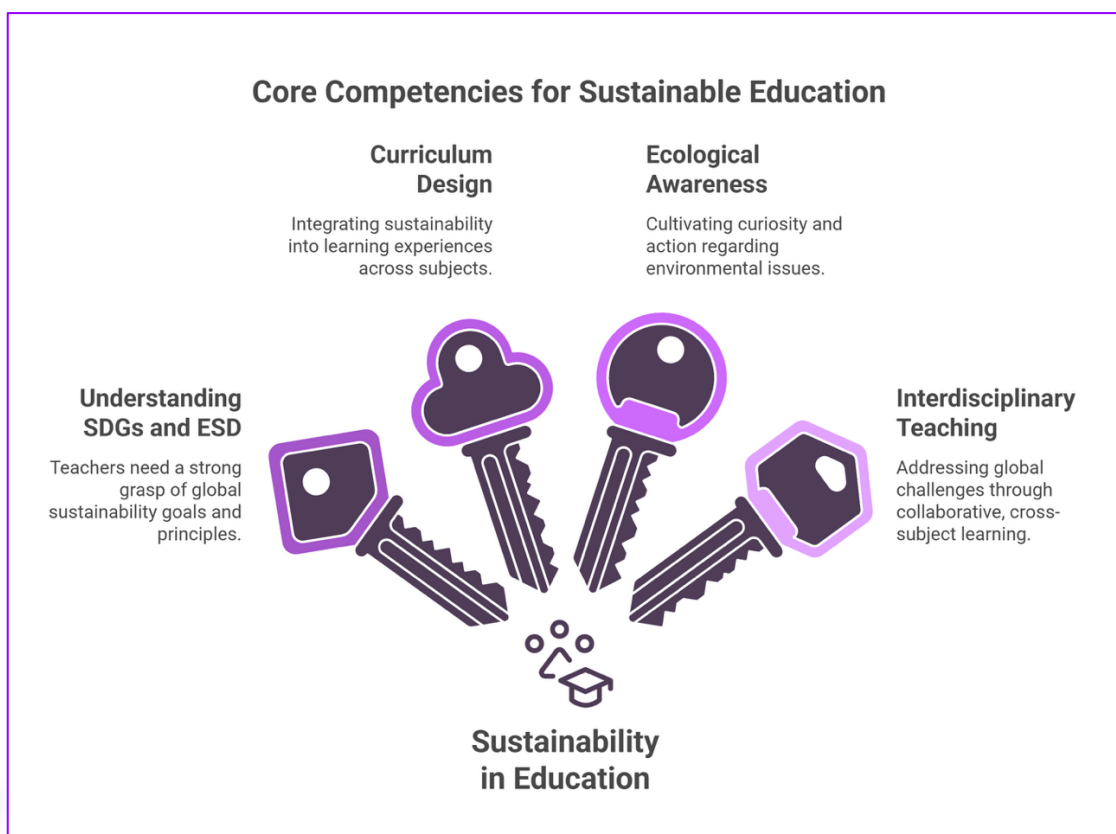 Core Competencies for Sustainable Education
Curriculum
Design
Integrating sustainability
into learning experiences
across subjects.
Ecological
Awareness
Cultivating curiosity and
action regarding
environmental issues.
Understanding
SDGs and ESD
Teachers need a strong
grasp of global
sustainability goals and
principles.
Interdisciplinary
Teaching
Addressing global
challenges through
collaborative, cross-
subject learning.
Sustainability
in Education